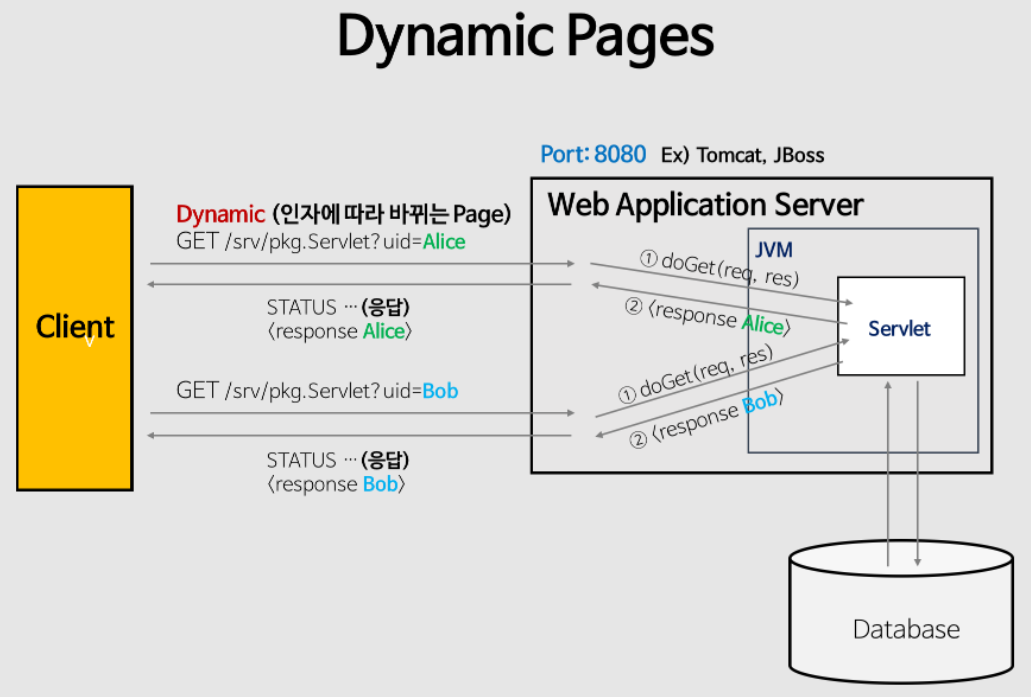 Dynamic Pages
Port: 8080 Ex) Tomcat, JBoss
Web Application Server
Dynamic (인자에 따라 바뀌는 Page)
GET /srv/pkg.Servlet? uid=Alice
STATUS … (응답)
〈response Alice〉
Client
GET /srv/pkg.Servlet? uid=Bob
STATUS … (응답)
〈response Bob〉
JVM
① doGet(req, res)
② 〈response Alice〉
Servlet
① doGet(req, res)
② 〈response Bob〉
Database